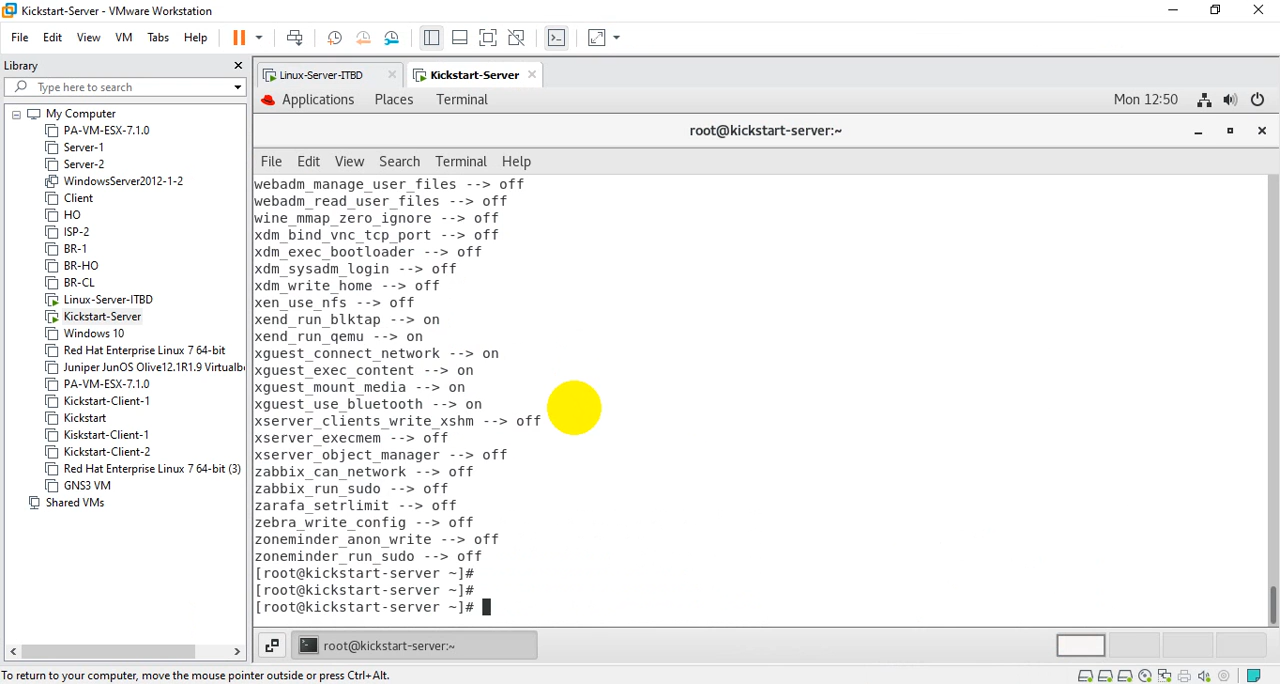 Kickstart-Server - VMware Workstation
File Edit View VM Tabs Help
Library
Type here to search
My Computer
PA-VM-ESX-7.1.0
Server-1
Server-2
WindowsServer2012-1-2
Client
HO
ISP-2
BR-1
BR-HO
BR-CL
Linux-Server-ITBD
Kickstart-Server
Windows 10
Red Hat Enterprise Linux 7 64-bit
Juniper JunOS Olive12.1R1.9 Virtualb
PA-VM-ESX-7.1.0
Kickstart-Client-1
Kickstart
Kiskstart-Client-1
Kickstart-Client-2
Red Hat Enterprise Linux 7 64-bit (3)
GNS3 VM
Shared VMs
Linux-Server-ITBD Kickstart-Server
Applications Places Terminal Mon 12:50
root@kickstart-server:~
File Edit View Search Terminal Help
webadm_manage_user_files --> off
webadm_read_user_files --> off
wine_mmap_zero_ignore --> off
xdm_bind_vnc_tcp_port --> off
xdm_exec_bootloader --> off
xdm_sysadm_login --> off
xdm_write_home --> off
xen_use_nfs --> off
xend_run_blktap --> on
xend_run_qemu --> on
xguest_connect_network --> on
xguest_exec_content --> on
xguest_mount_media --> on
xguest_use_bluetooth --> on
xserver_clients_write_xshm --> off
xserver_execmem --> off
xserver_object_manager --> off
zabbix_can_network --> off
zabbix_run_sudo --> off
zarafa_setrlimit --> off
zebra_write_config --> off
zoneminder_anon_write --> off
zoneminder_run_sudo --> off
[root@kickstart-server ~]#
[root@kickstart-server ~]#
[root@kickstart-server ~]#
root@kickstart-server:~
To return to your computer, move the mouse pointer outside or press Ctrl+Alt.